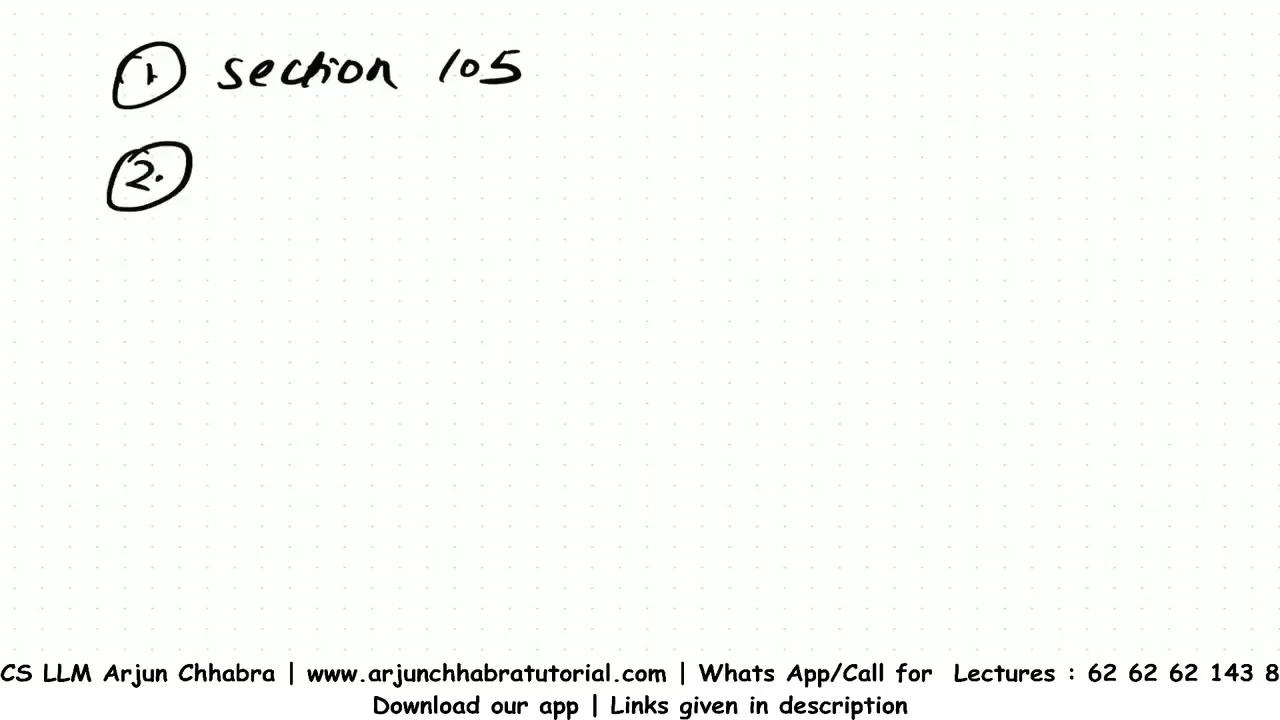 1. section 105
2.
CS LLM Arjun Chhabra | www.arjunchhabratutorial.com | Whats App/Call for Lectures : 62 62 62 143 8
Download our app | Links given in description